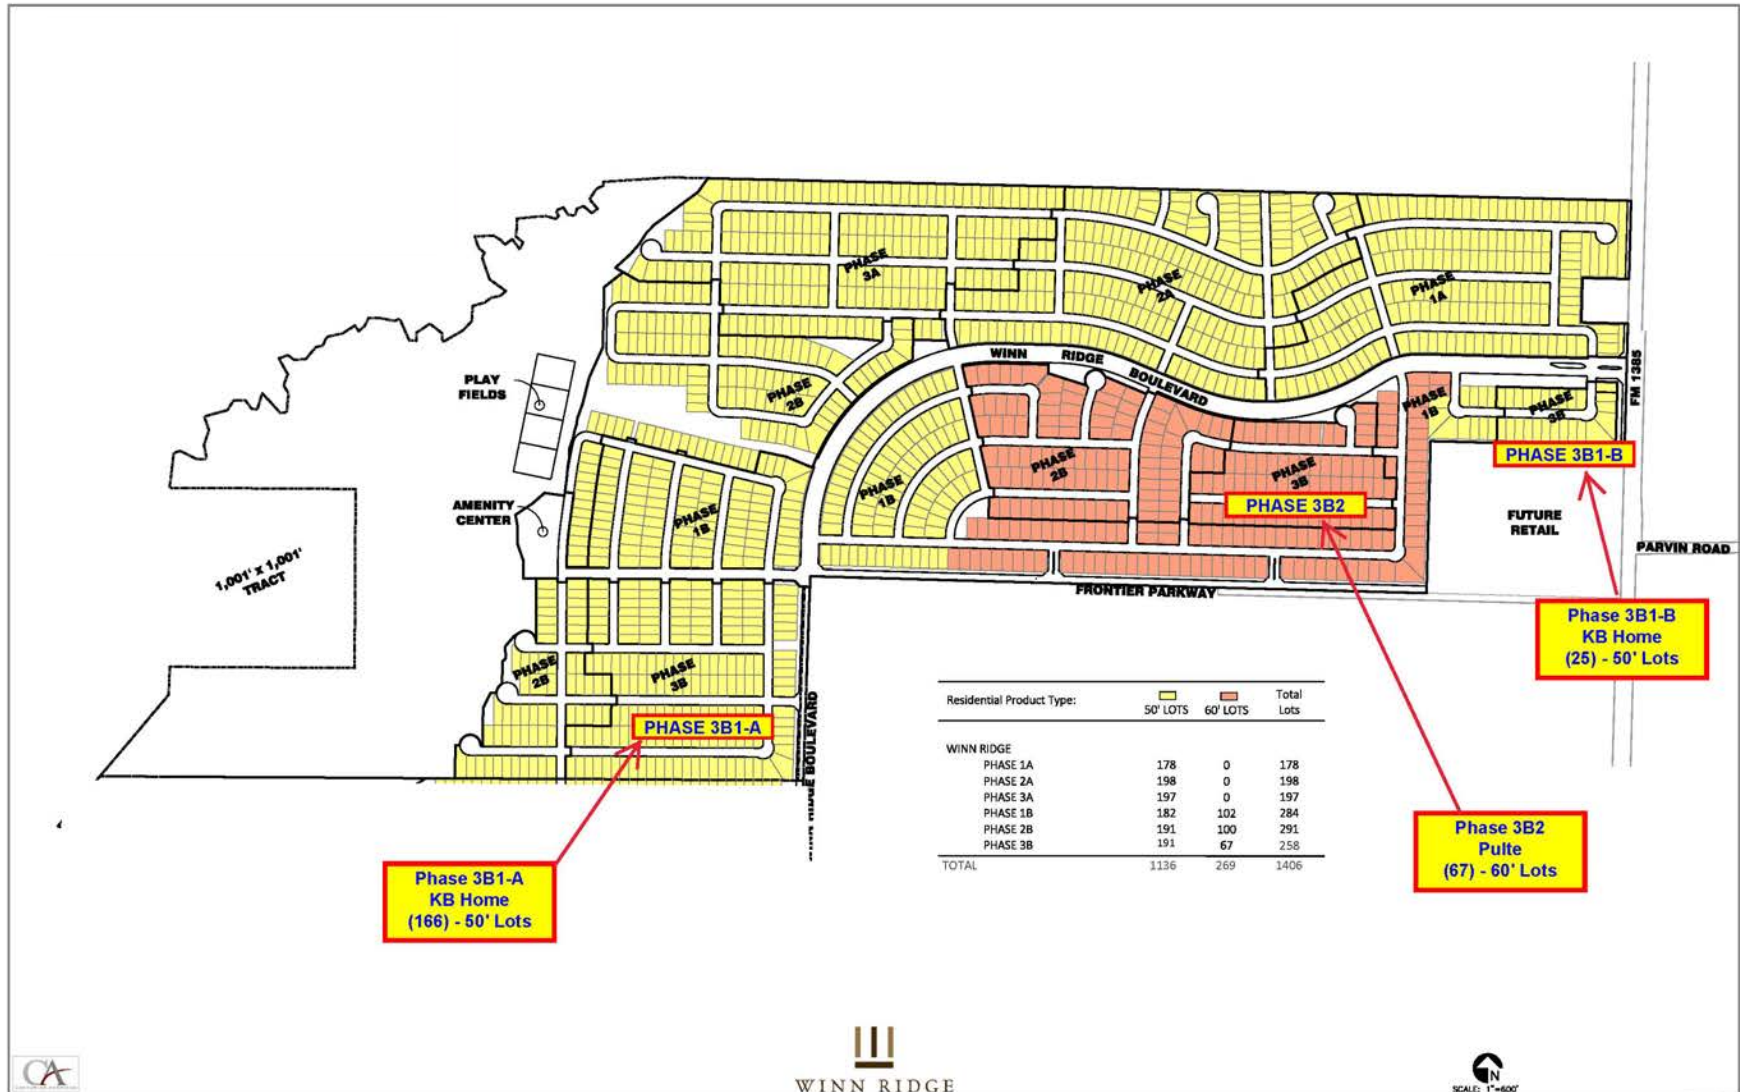 PHASE
3A
PHASE
2A
PHASE
1A
WINN RIDGE BOULEVARD
FM 1385
PLAY
FIELDS
PHASE
2B
PHASE
1B
PHASE
3B
PHASE 3B1-B
PHASE
2B
PHASE
3B
PHASE 3B2
PHASE
1B
PHASE
1B
AMENITY
CENTER
FUTURE
RETAIL
PARVIN ROAD
1,001' x 1,001'
TRACT
FRONTIER PARKWAY
Phase 3B1-B
KB Home
(25) - 50' Lots
PHASE
2B
PHASE
3B
PHASE 3B1-A
WINN RIDGE BOULEVARD
Residential Product Type: 50' LOTS 60' LOTS Total Lots
WINN RIDGE
PHASE 1A 178 0 178
PHASE 2A 198 0 198
PHASE 3A 197 0 197
PHASE 1B 182 102 284
PHASE 2B 191 100 291
PHASE 3B 191 67 258
TOTAL 1136 269 1406
Phase 3B2
Pulte
(67) - 60' Lots
Phase 3B1-A
KB Home
(166) - 50' Lots
CA
WINN RIDGE
N
SCALE: 1"=600'